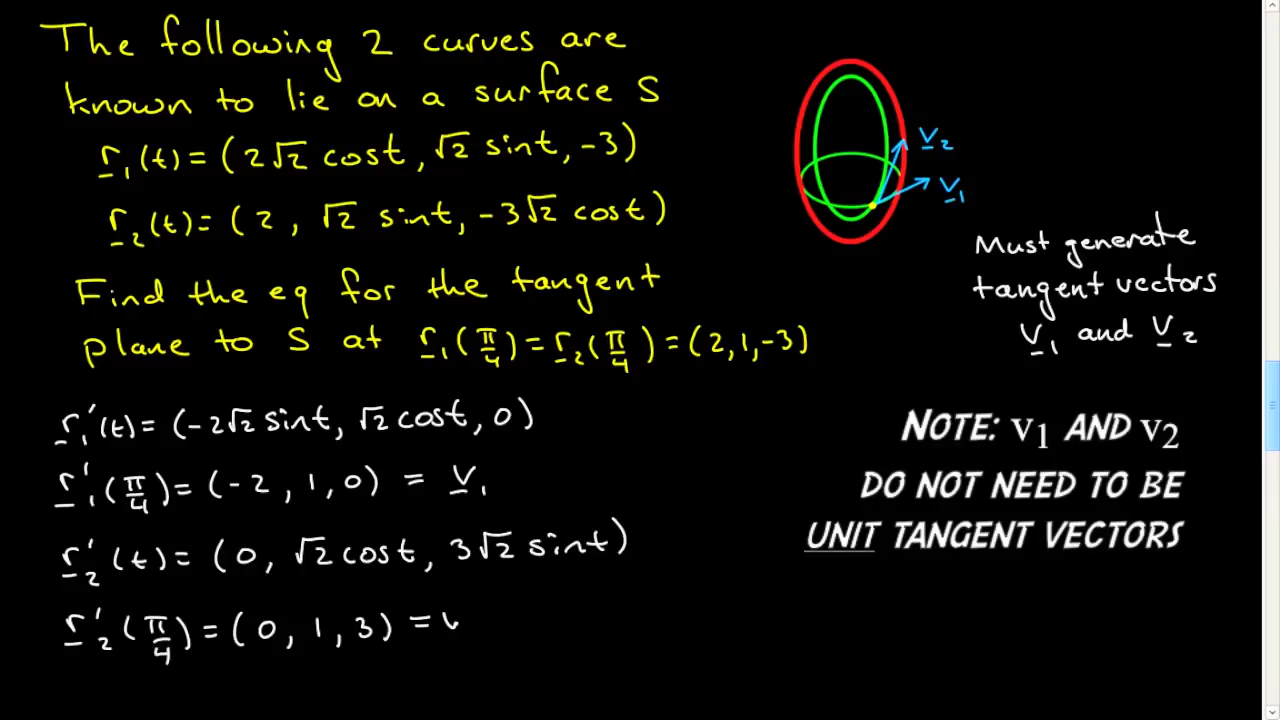 The following 2 curves are
known to lie on a surface S
r₁(t) = (2√2 cost, √2 sint, -3)
r₂(t) = (2, √2 sint, -3√2 cost)
Find the eq for the tangent
plane to S at r₁(π/4) = r₂(π/4) = (2,1,-3)
v₂
v₁
Must generate
tangent vectors
v₁ and v₂
r₁'(t) = (-2√2 sint, √2 cost, 0)
r₁'(π/4) = (-2, 1, 0) = v₁
r₂'(t) = (0, √2 cost, 3√2 sint)
r₂'(π/4) = (0, 1, 3) =
NOTE: v₁ AND v₂
DO NOT NEED TO BE
UNIT TANGENT VECTORS